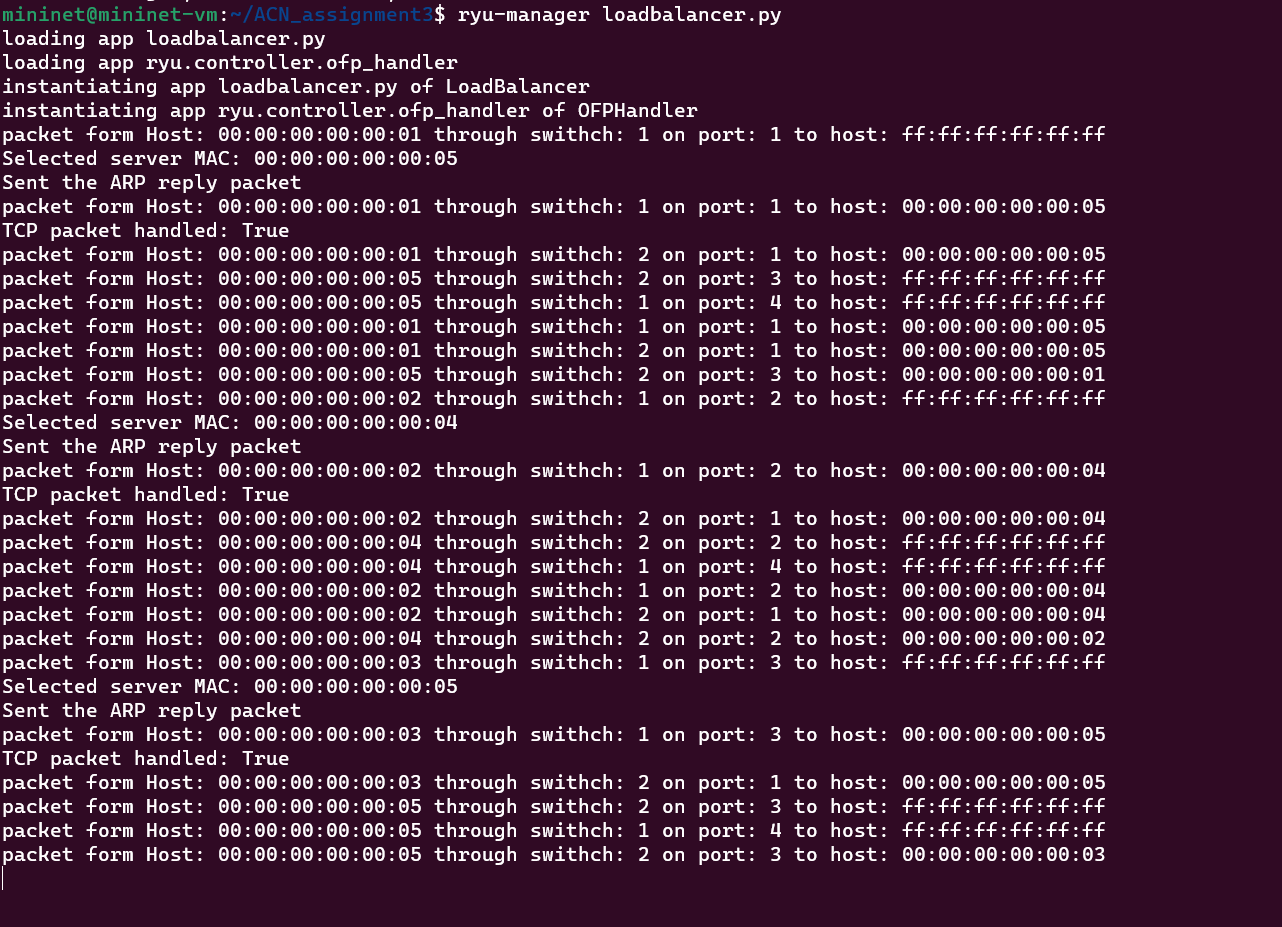 mininet@mininet-vm:~/ACN_assignment3$ ryu-manager loadbalancer.py
loading app loadbalancer.py
loading app ryu.controller.ofp_handler
instantiating app loadbalancer.py of LoadBalancer
instantiating app ryu.controller.ofp_handler of OFPHandler
packet form Host: 00:00:00:00:00:01 through swithch: 1 on port: 1 to host: ff:ff:ff:ff:ff:ff
Selected server MAC: 00:00:00:00:00:05
Sent the ARP reply packet
packet form Host: 00:00:00:00:00:01 through swithch: 1 on port: 1 to host: 00:00:00:00:00:05
TCP packet handled: True
packet form Host: 00:00:00:00:00:01 through swithch: 2 on port: 1 to host: 00:00:00:00:00:05
packet form Host: 00:00:00:00:00:05 through swithch: 2 on port: 3 to host: ff:ff:ff:ff:ff:ff
packet form Host: 00:00:00:00:00:05 through swithch: 1 on port: 4 to host: ff:ff:ff:ff:ff:ff
packet form Host: 00:00:00:00:00:01 through swithch: 1 on port: 1 to host: 00:00:00:00:00:05
packet form Host: 00:00:00:00:00:01 through swithch: 2 on port: 1 to host: 00:00:00:00:00:05
packet form Host: 00:00:00:00:00:05 through swithch: 2 on port: 3 to host: 00:00:00:00:00:01
packet form Host: 00:00:00:00:00:02 through swithch: 1 on port: 2 to host: ff:ff:ff:ff:ff:ff
Selected server MAC: 00:00:00:00:00:04
Sent the ARP reply packet
packet form Host: 00:00:00:00:00:02 through swithch: 1 on port: 2 to host: 00:00:00:00:00:04
TCP packet handled: True
packet form Host: 00:00:00:00:00:02 through swithch: 2 on port: 1 to host: 00:00:00:00:00:04
packet form Host: 00:00:00:00:00:04 through swithch: 2 on port: 2 to host: ff:ff:ff:ff:ff:ff
packet form Host: 00:00:00:00:00:04 through swithch: 1 on port: 4 to host: ff:ff:ff:ff:ff:ff
packet form Host: 00:00:00:00:00:02 through swithch: 1 on port: 2 to host: 00:00:00:00:00:04
packet form Host: 00:00:00:00:00:02 through swithch: 2 on port: 1 to host: 00:00:00:00:00:04
packet form Host: 00:00:00:00:00:04 through swithch: 2 on port: 2 to host: 00:00:00:00:00:02
packet form Host: 00:00:00:00:00:03 through swithch: 1 on port: 3 to host: ff:ff:ff:ff:ff:ff
Selected server MAC: 00:00:00:00:00:05
Sent the ARP reply packet
packet form Host: 00:00:00:00:00:03 through swithch: 1 on port: 3 to host: 00:00:00:00:00:05
TCP packet handled: True
packet form Host: 00:00:00:00:00:03 through swithch: 2 on port: 1 to host: 00:00:00:00:00:05
packet form Host: 00:00:00:00:00:05 through swithch: 2 on port: 3 to host: ff:ff:ff:ff:ff:ff
packet form Host: 00:00:00:00:00:05 through swithch: 1 on port: 4 to host: ff:ff:ff:ff:ff:ff
packet form Host: 00:00:00:00:00:05 through swithch: 2 on port: 3 to host: 00:00:00:00:00:03